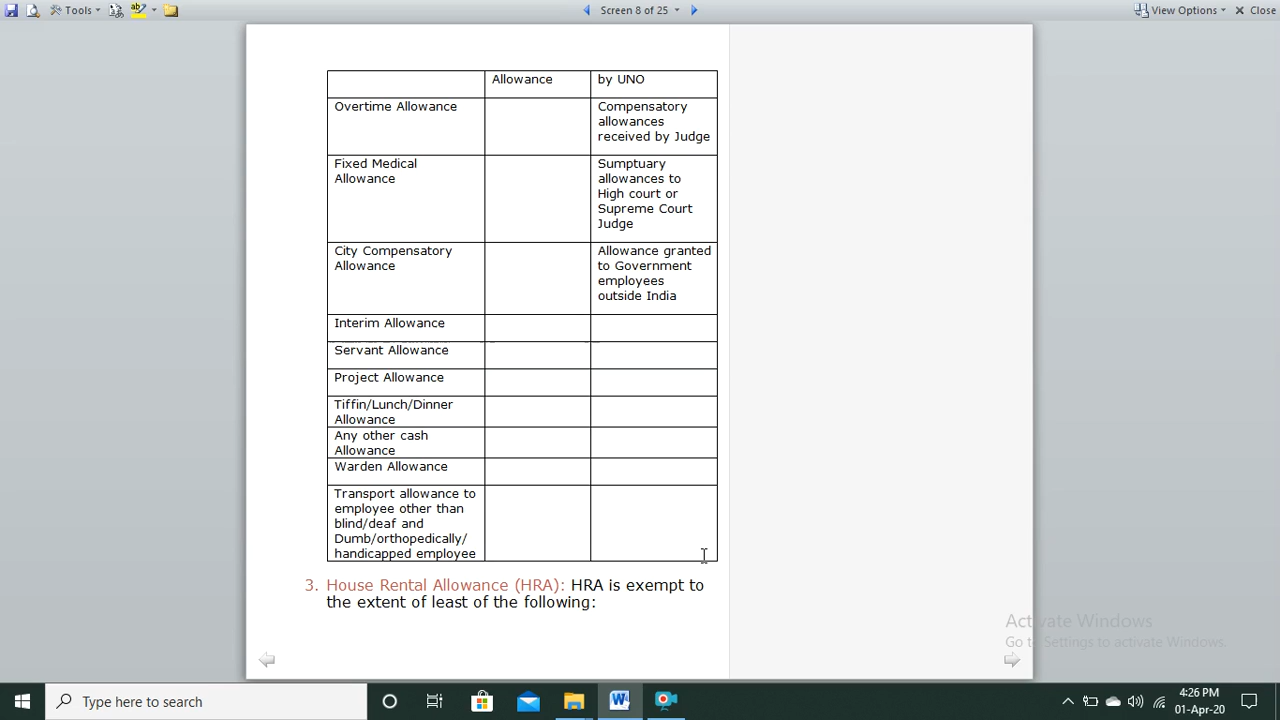 Tools
Screen 8 of 25
View Options
Close
Allowance
by UNO
Overtime Allowance
Compensatory
allowances
received by Judge
Fixed Medical
Allowance
Sumptuary
allowances to
High court or
Supreme Court
Judge
City Compensatory
Allowance
Allowance granted
to Government
employees
outside India
Interim Allowance
Servant Allowance
Project Allowance
Tiffin/Lunch/Dinner
Allowance
Any other cash
Allowance
Warden Allowance
Transport allowance to
employee other than
blind/deaf and
Dumb/orthopedically/
handicapped employee
3. House Rental Allowance (HRA): HRA is exempt to
the extent of least of the following:
Activate Windows
Go to Settings to activate Windows.
Type here to search
4:26 PM
01-Apr-20